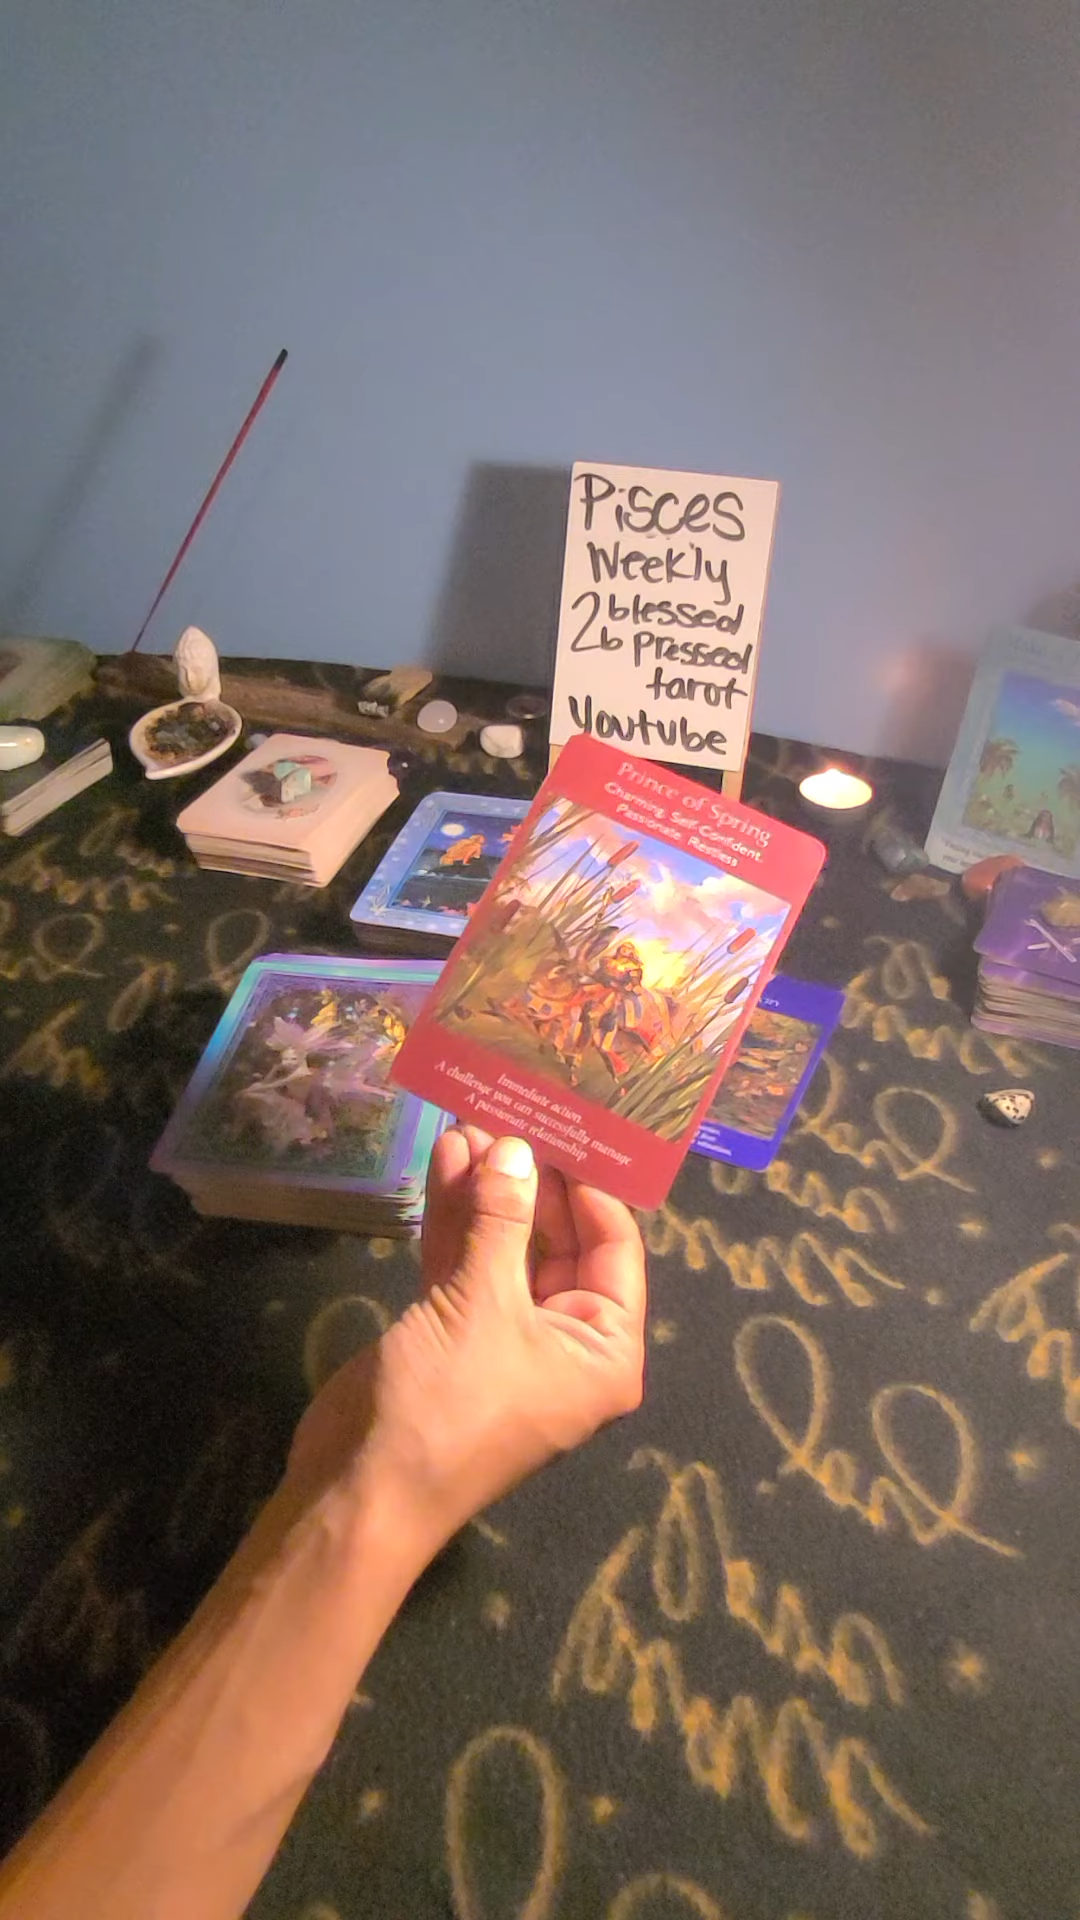 Pisces
Weekly
2 blessed
2b pressed
tarot
Youtube
Prince of Spring
Charming, Self-Confident,
Passionate, Restless
Immediate action.
A challenge you can successfully manage.
A passionate relationship